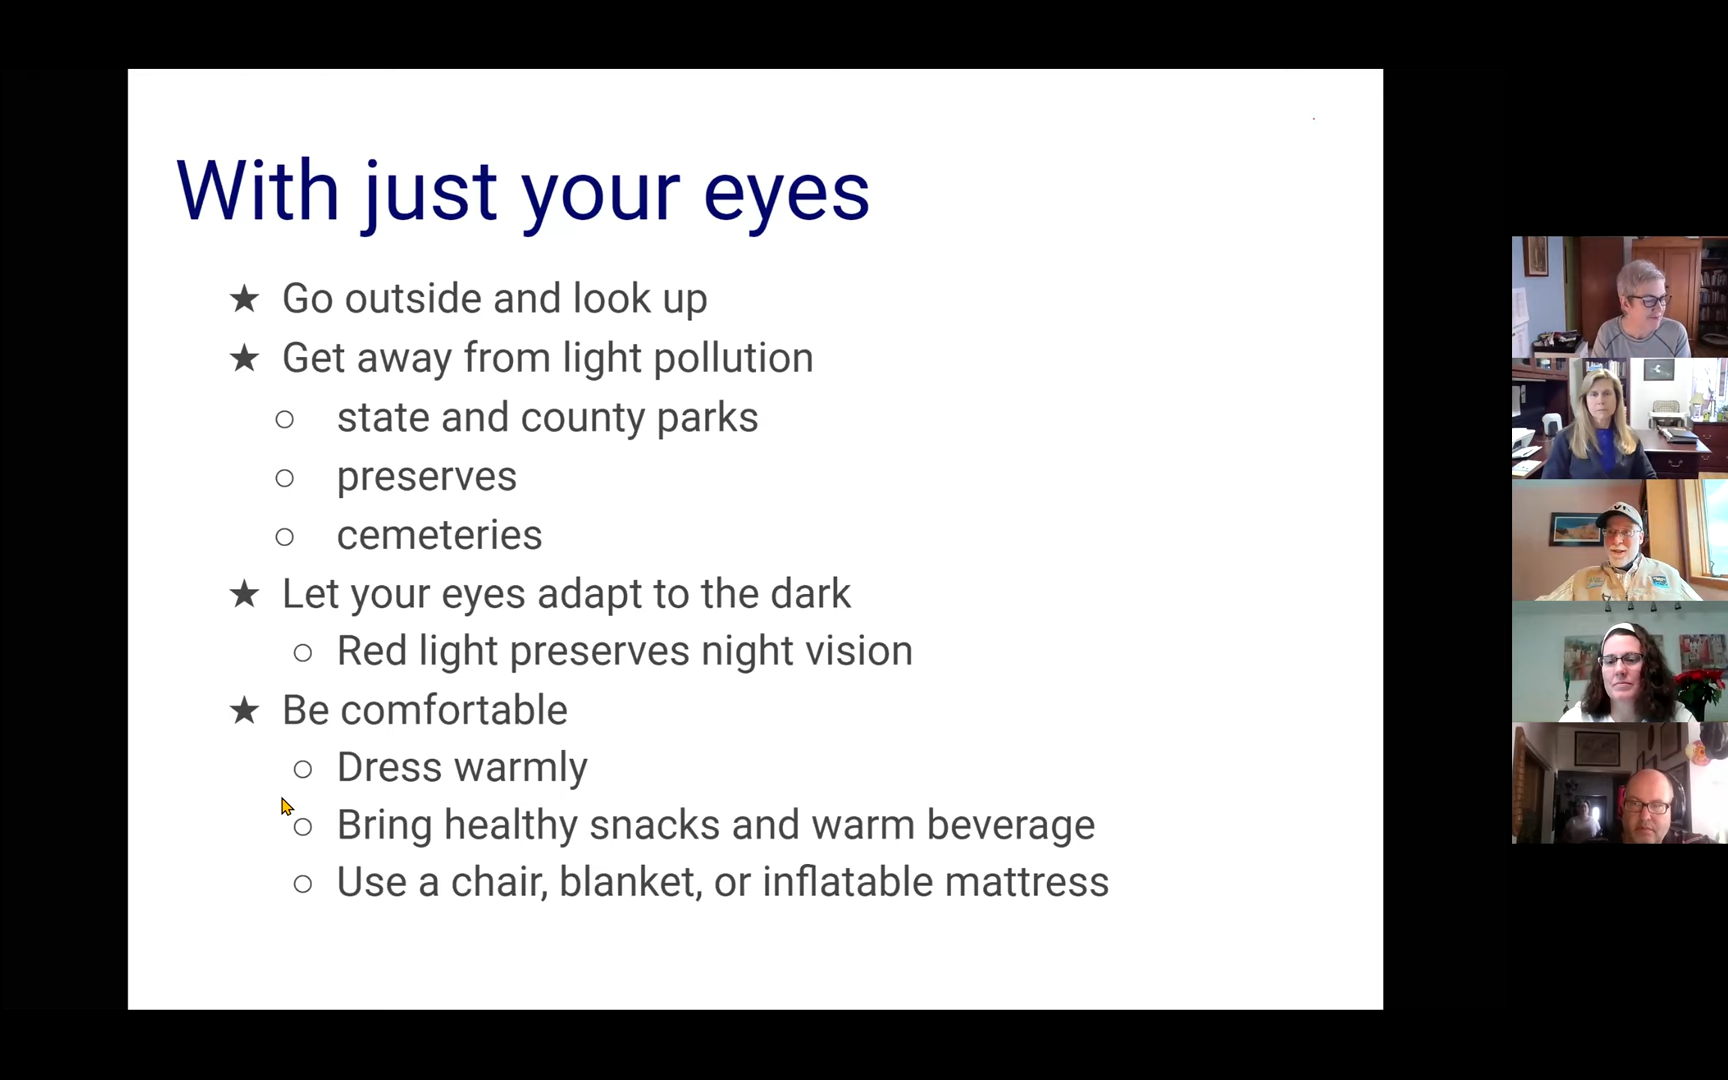 With just your eyes
★ Go outside and look up
★ Get away from light pollution
○ state and county parks
○ preserves
○ cemeteries
★ Let your eyes adapt to the dark
○ Red light preserves night vision
★ Be comfortable
○ Dress warmly
○ Bring healthy snacks and warm beverage
○ Use a chair, blanket, or inflatable mattress